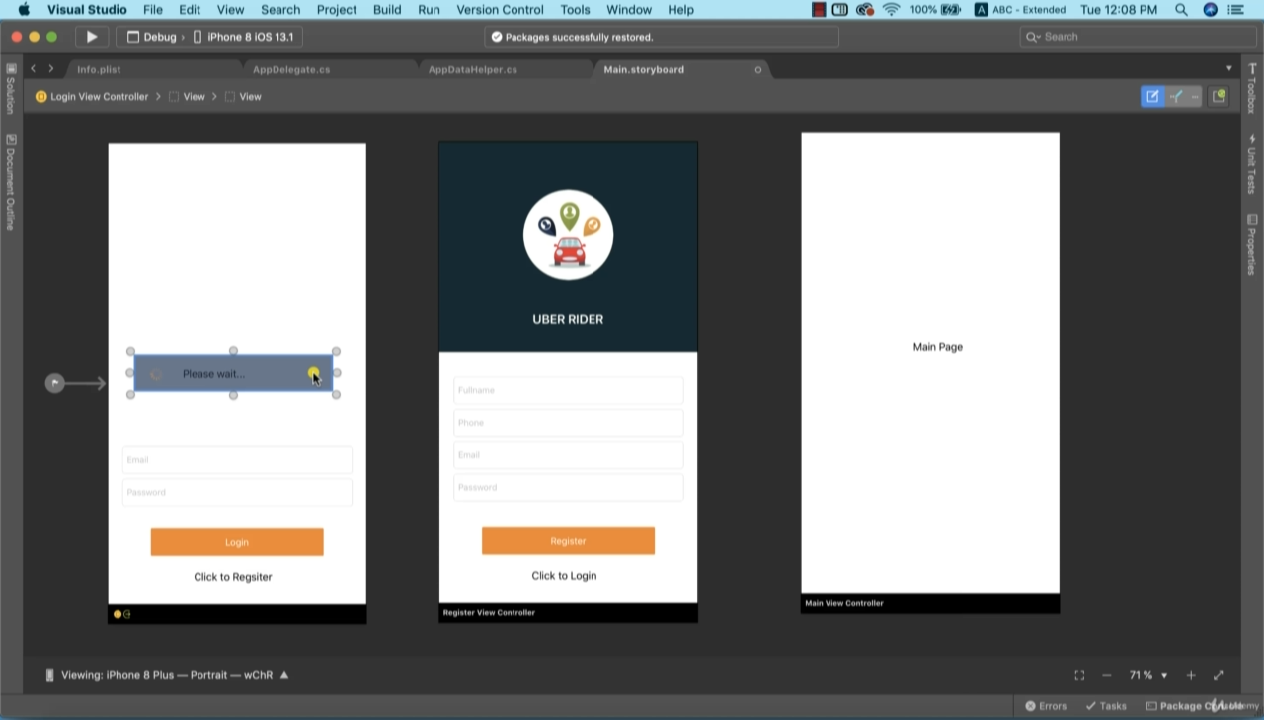 Visual Studio File Edit View Search Project Build Run Version Control Tools Window Help 100% A ABC - Extended Tue 12:08 PM
Debug › iPhone 8 iOS 13.1 Packages successfully restored. Search
Info.plist AppDelegate.cs AppDataHelper.cs Main.storyboard
Login View Controller > View > View
Solution
Document Outline
Toolbox
Unit Tests
Properties
Please wait...
Email
Password
Login
Click to Regsiter
UBER RIDER
Fullname
Phone
Email
Password
Register
Click to Login
Register View Controller
Main Page
Main View Controller
Viewing: iPhone 8 Plus — Portrait — wChR 71%
Errors Tasks Package